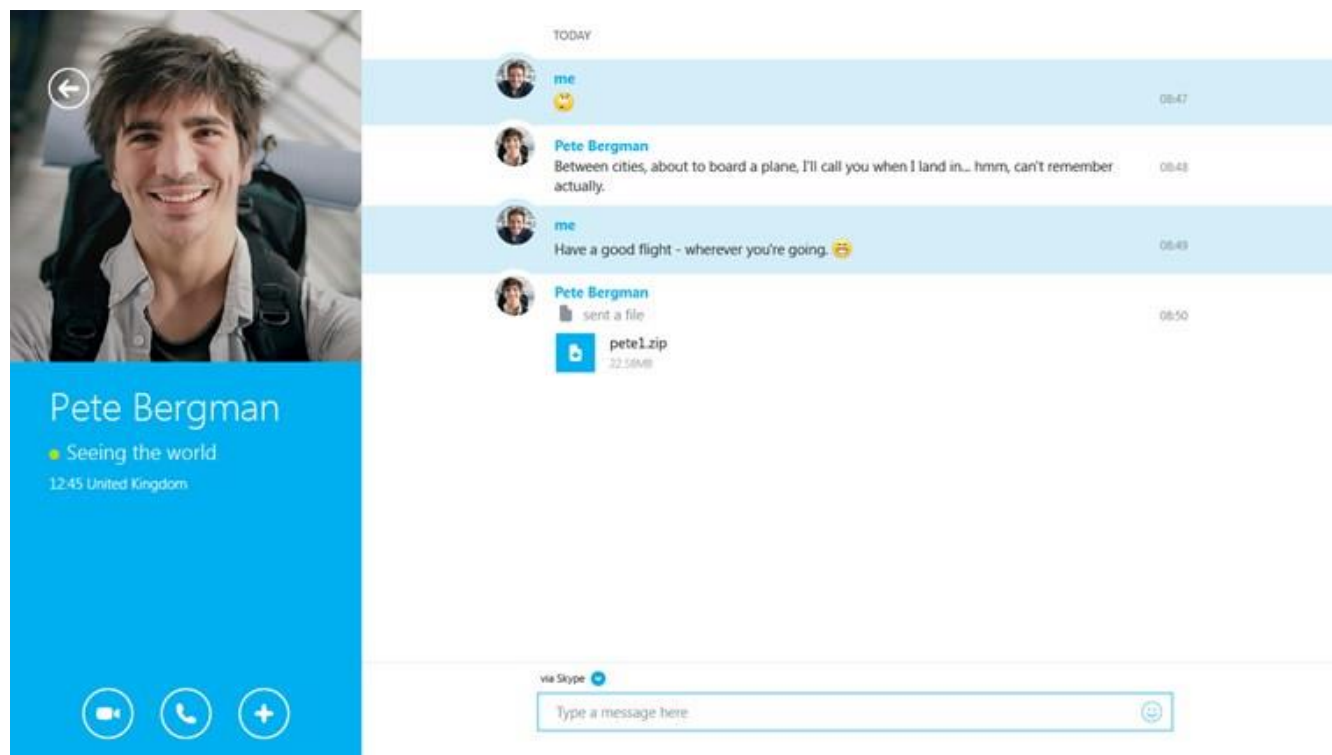 TODAY
me
08:47
Pete Bergman
Between cities, about to board a plane, I'll call you when I land in... hmm, can't remember
actually.
08:48
me
Have a good flight - wherever you're going.
08:49
Pete Bergman
sent a file
08:50
pete1.zip
22.58MB
Pete Bergman
Seeing the world
12:45 United Kingdom
via Skype
Type a message here